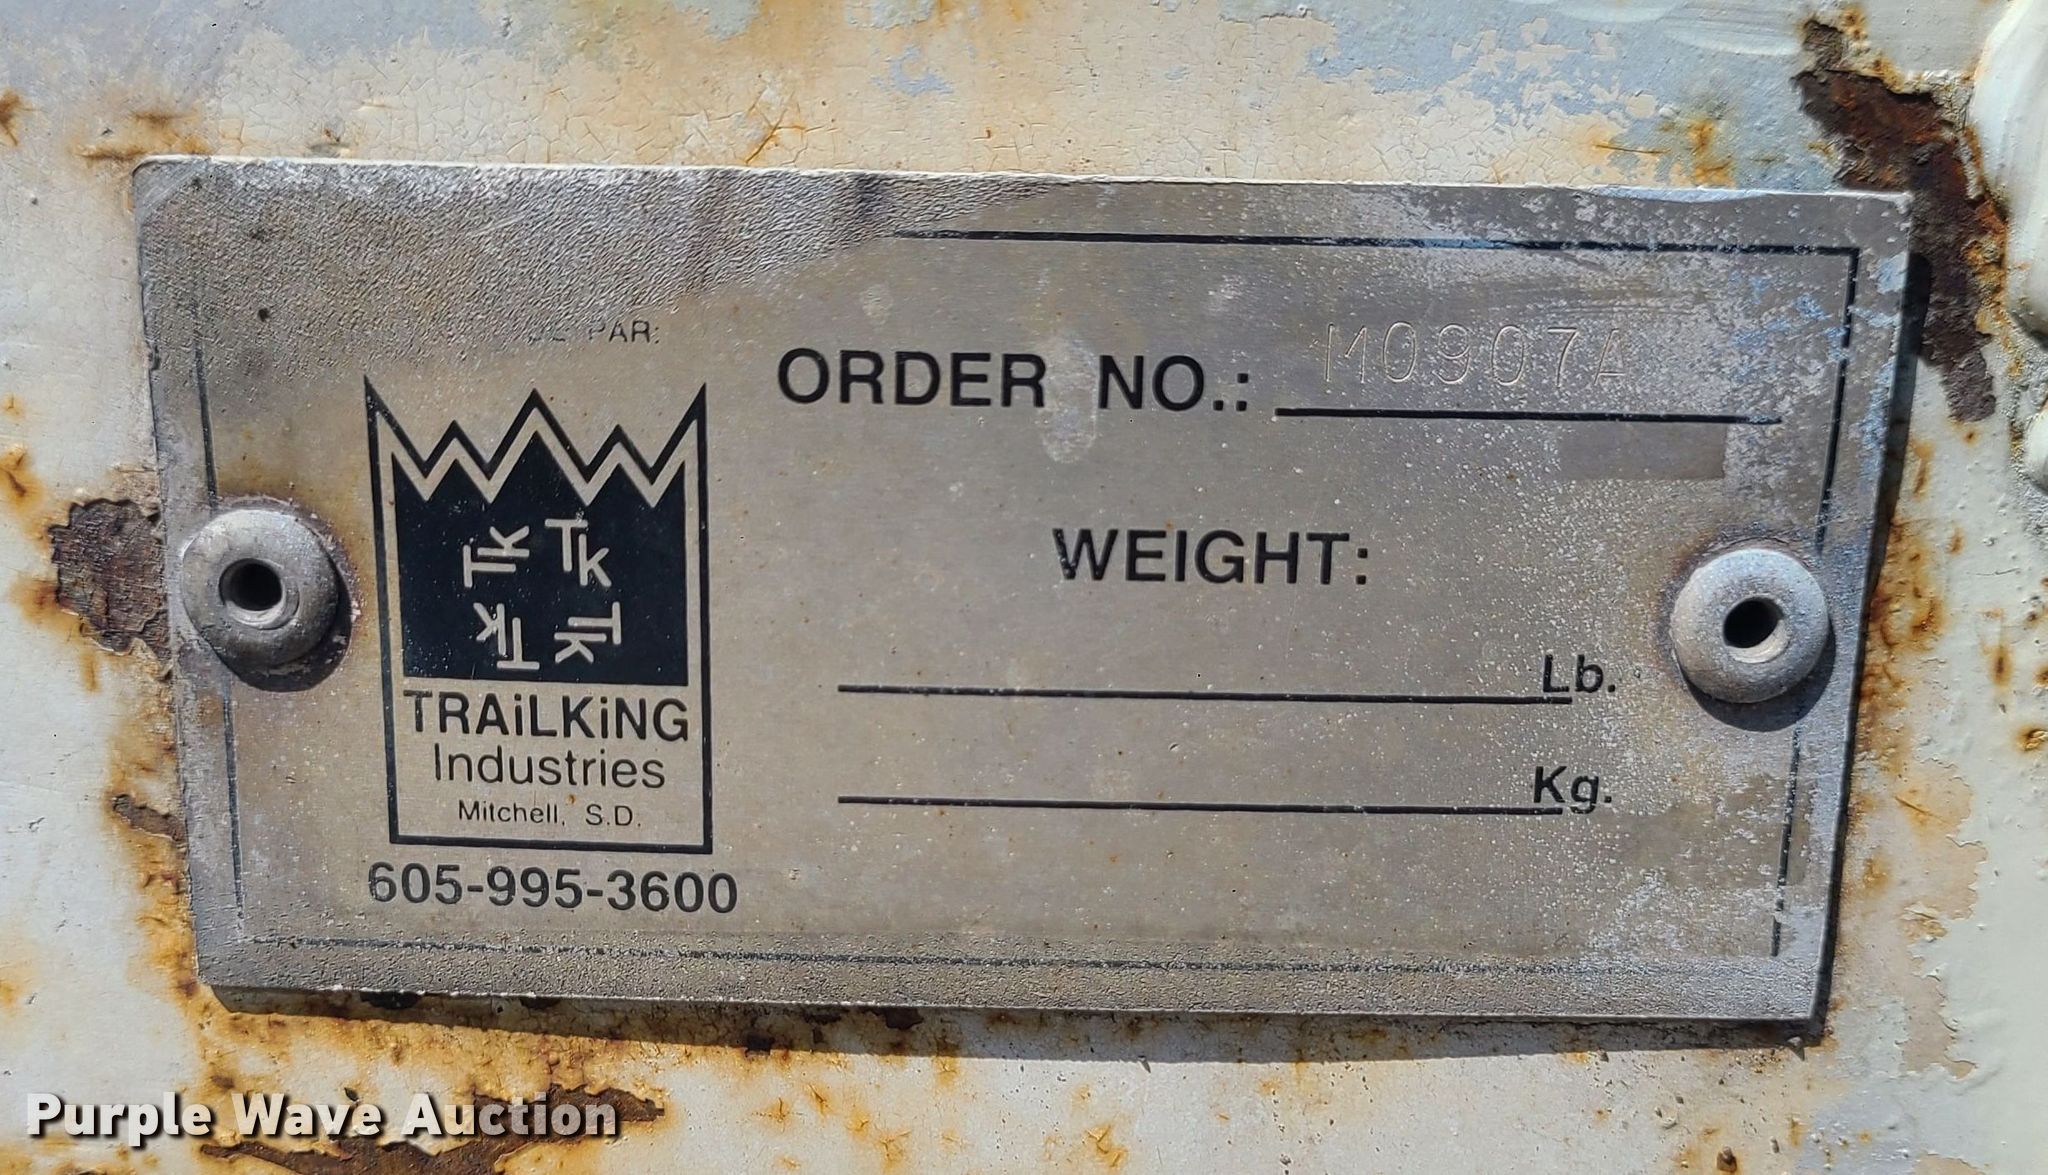 PAR:
ORDER NO.: M0907A
WEIGHT:
Lb.
Kg.
Tk Tk
Tk Tk
TRAiLKiNG
Industries
Mitchell, S.D.
605-995-3600
Purple Wave Auction